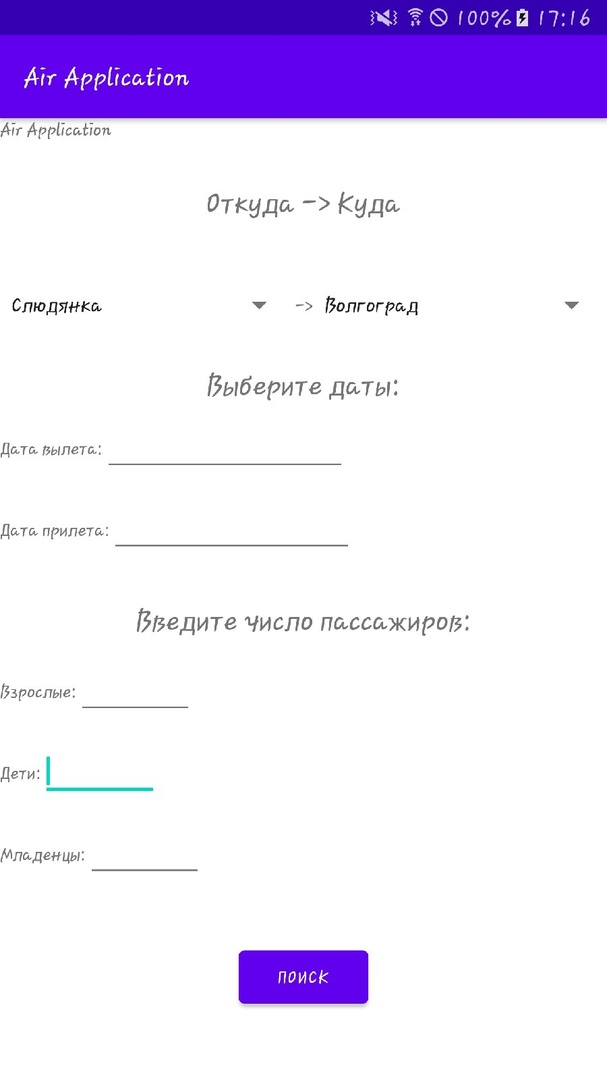 100% 17:16
Air Application
Air Application
Откуда -> Куда
Слюдянка -> Волгоград
Выберите даты:
Дата вылета:
Дата прилета:
Введите число пассажиров:
Взрослые:
Дети:
Младенцы:
ПОИСК